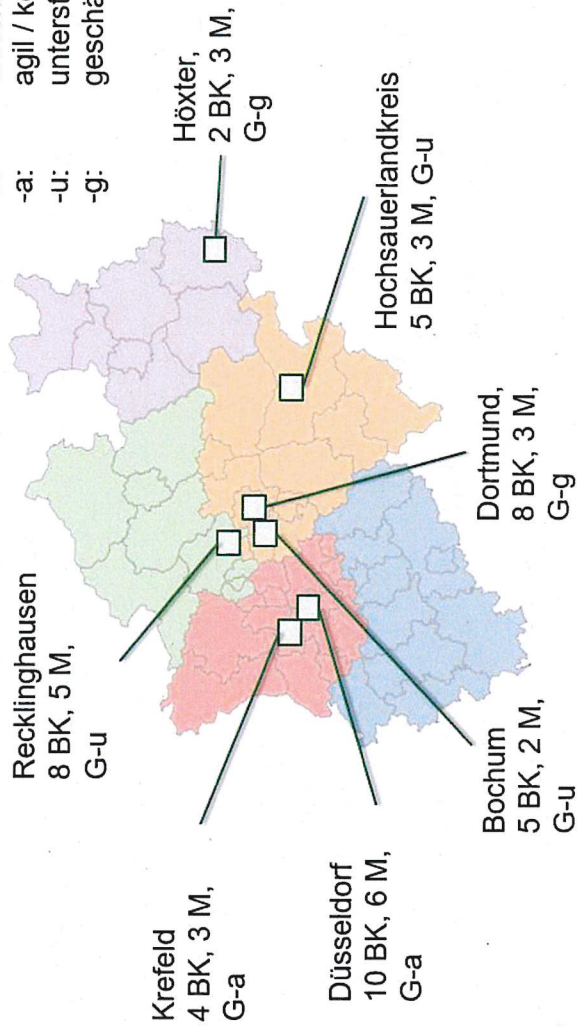 -a: agil / k
-u: unterst
-g: geschä
Höxter,
2 BK, 3 M,
G-g
Recklinghausen
8 BK, 5 M,
G-u
Krefeld
4 BK, 3 M,
G-a
Hochsauerlandkreis
5 BK, 3 M, G-u
Düsseldorf
10 BK, 6 M,
G-a
Dortmund,
8 BK, 3 M,
G-g
Bochum
5 BK, 2 M,
G-u